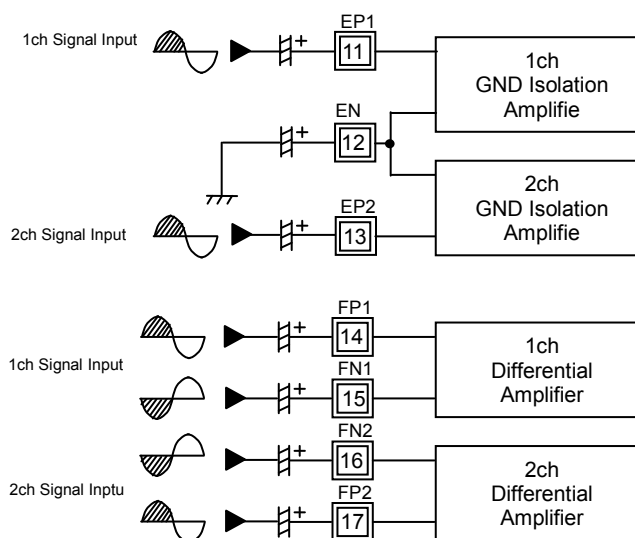 1ch Signal Input
+
EP1
11
1ch
GND Isolation
Amplifie
+
EN
12
2ch Signal Input
+
EP2
13
2ch
GND Isolation
Amplifie
1ch Signal Input
+
FP1
14
+
FN1
15
1ch
Differential
Amplifier
2ch Signal Inptu
+
FN2
16
+
FP2
17
2ch
Differential
Amplifier